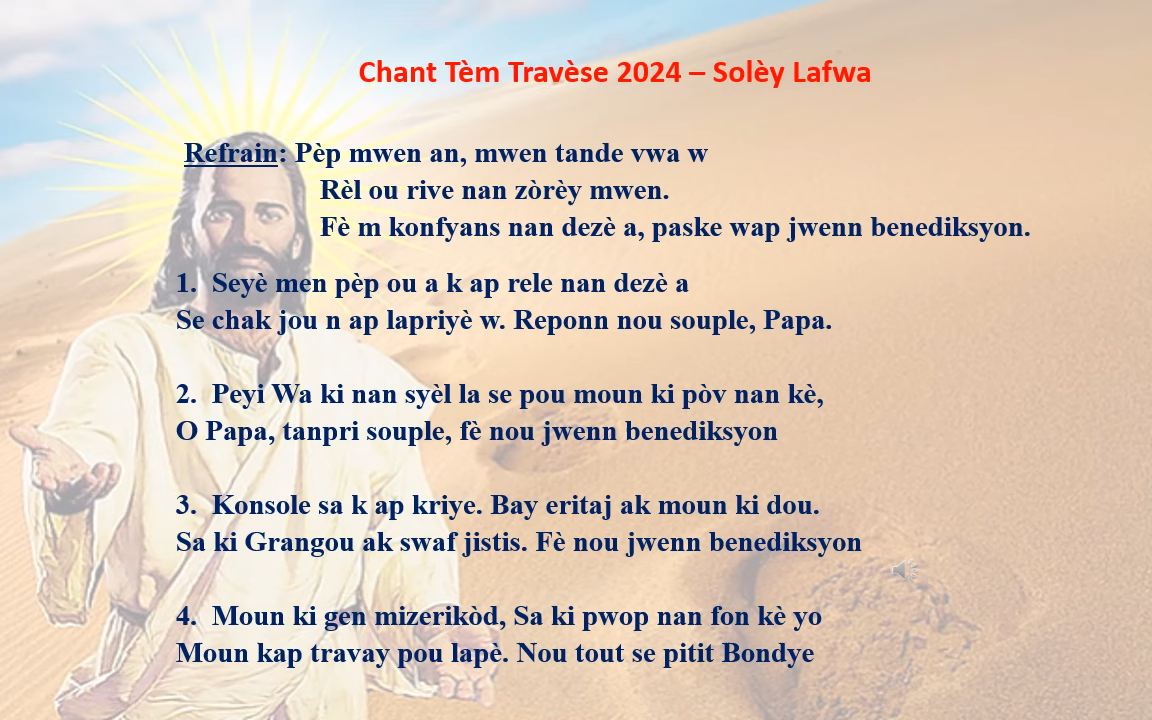 Chant Tèm Travèse 2024 – Solèy Lafwa
Refrain: Pèp mwen an, mwen tande vwa w
Rèl ou rive nan zòrèy mwen.
Fè m konfyans nan dezè a, paske wap jwenn benediksyon.
1. Seyè men pèp ou a k ap rele nan dezè a
Se chak jou n ap lapriyè w. Reponn nou souple, Papa.
2. Peyi Wa ki nan syèl la se pou moun ki pòv nan kè,
O Papa, tanpri souple, fè nou jwenn benediksyon
3. Konsole sa k ap kriye. Bay eritaj ak moun ki dou.
Sa ki Grangou ak swaf jistis. Fè nou jwenn benediksyon
4. Moun ki gen mizerikòd, Sa ki pwop nan fon kè yo
Moun kap travay pou lapè. Nou tout se pitit Bondye